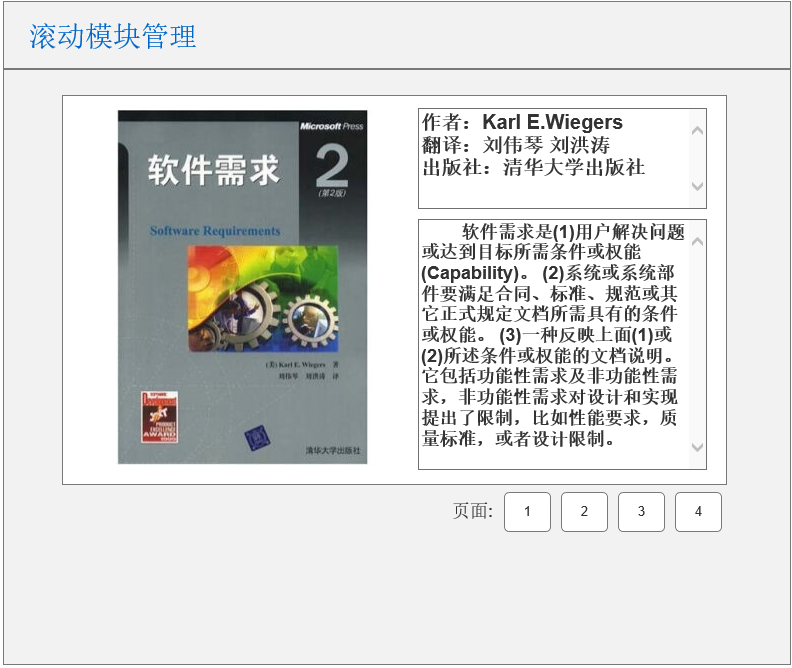 滚动模块管理
Microsoft Press
软件需求
2
(第2版)
Software Requirements
(美) Karl E. Wiegers 著
刘伟琴 刘洪涛 译
SOFTWARE
Development
PRODUCT
EXCELLENCE
AWARD
清华大学出版社
作者：Karl E.Wiegers
翻译：刘伟琴 刘洪涛
出版社：清华大学出版社
软件需求是(1)用户解决问题
或达到目标所需条件或权能
(Capability)。 (2)系统或系统部
件要满足合同、标准、规范或其
它正式规定文档所需具有的条件
或权能。 (3)一种反映上面(1)或
(2)所述条件或权能的文档说明。
它包括功能性需求及非功能性需
求，非功能性需求对设计和实现
提出了限制，比如性能要求，质
量标准，或者设计限制。
页面: 1 2 3 4